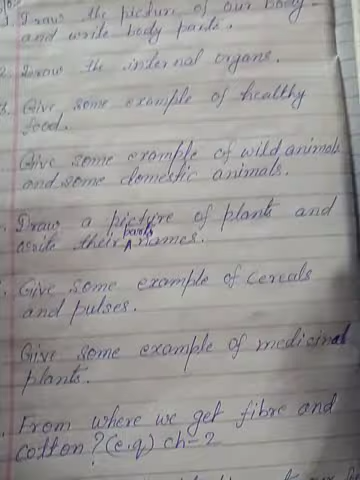 1. Draw the picture of our body
and write body parts.
2. Draw the internal organs.
3. Give some example of healthy
food.
Give some example of wild animals
and some domestic animals.
Draw a picture of plants and
write their parts names.
Give some example of cereals
and pulses.
Give some example of medicinal
plants.
From where we get fibre and
cotton? (e.q) ch-2